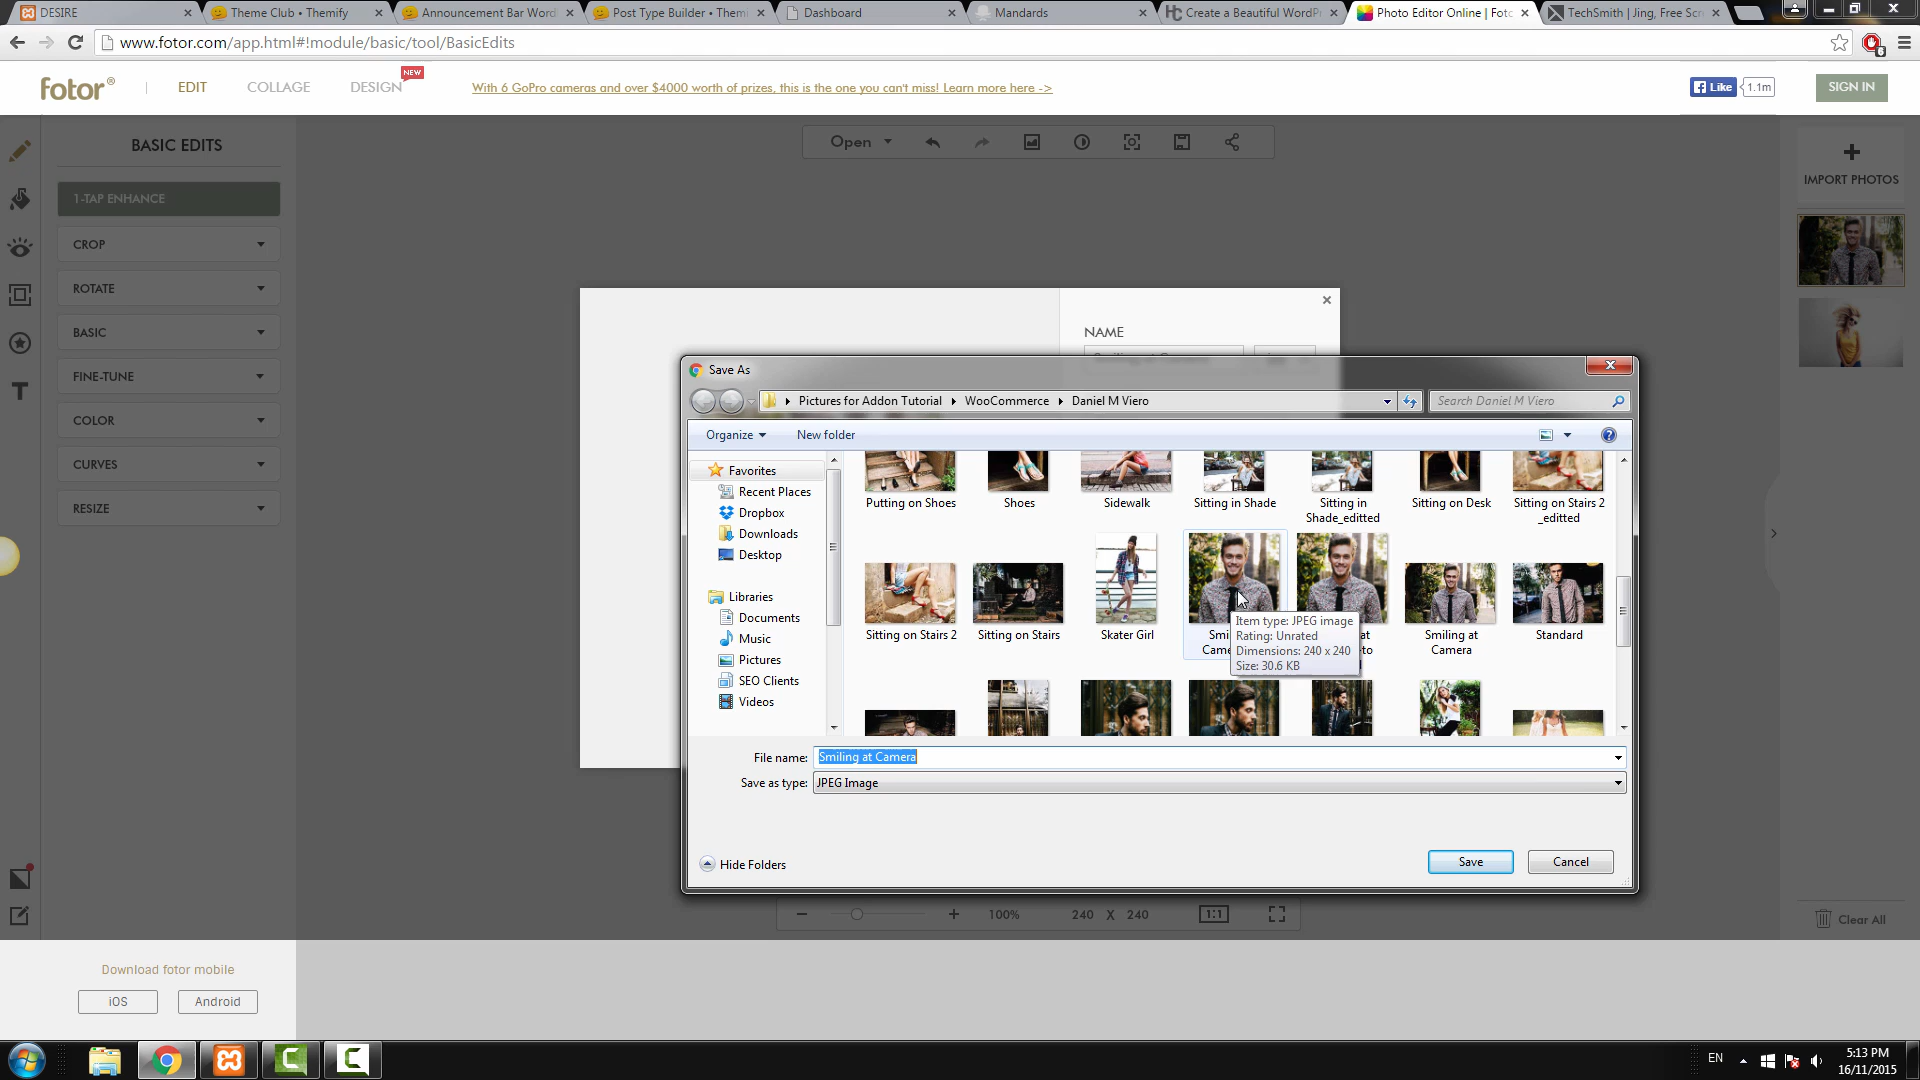 DESIRE
Theme Club - Themify
Announcement Bar Word
Post Type Builder • Them
Dashboard
Mandards
Create a Beautiful WordP
Photo Editor Online | Foto
TechSmith | Jing, Free Scr
www.fotor.com/app.html#!module/basic/tool/BasicEdits
6
fotor®
EDIT
COLLAGE
DESIGN
NEW
With 6 GoPro cameras and over $4000 worth of prizes, this is the one you can't miss! Learn more here ->
Like
1.1m
SIGN IN
BASIC EDITS
Open
IMPORT PHOTOS
1-TAP ENHANCE
CROP
ROTATE
BASIC
FINE-TUNE
COLOR
CURVES
RESIZE
NAME
Save As
Pictures for Addon Tutorial
WooCommerce
Daniel M Viero
Search Daniel M Viero
Organize
New folder
Favorites
Recent Places
Dropbox
Downloads
Desktop
Libraries
Documents
Music
Pictures
SEO Clients
Videos
Putting on Shoes
Shoes
Sidewalk
Sitting in Shade
Sitting in
Shade_editted
Sitting on Desk
Sitting on Stairs 2
_editted
Sitting on Stairs 2
Sitting on Stairs
Skater Girl
Smiling at
Camera
Standard
Item type: JPEG image
Rating: Unrated
Dimensions: 240 x 240
Size: 30.6 KB
File name:
Smiling at Camera
Save as type:
JPEG Image
Hide Folders
Save
Cancel
100%
240 X 240
1:1
Clear All
Download fotor mobile
iOS
Android
EN
5:13 PM
16/11/2015